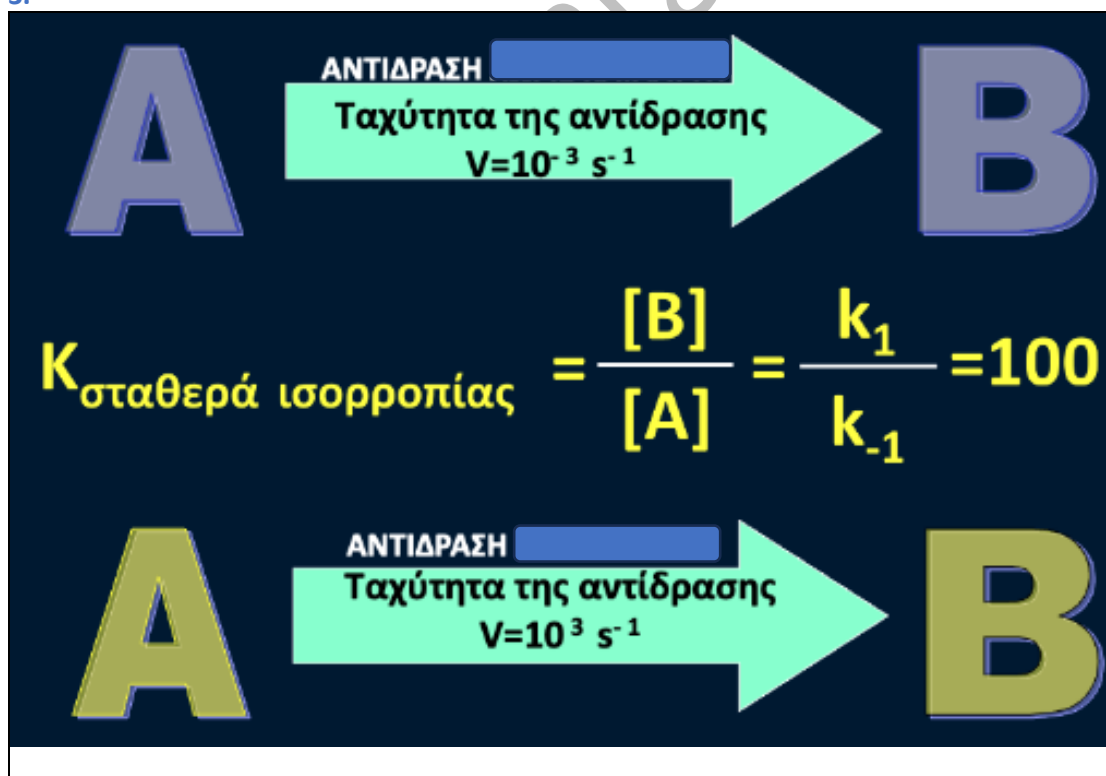 A
ΑΝΤΙΔΡΑΣΗ
Ταχύτητα της αντίδρασης
V=10⁻³ s⁻¹
B
Κσταθερά ισορροπίας = [B] / [A] = k₁ / k₋₁ =100
A
ΑΝΤΙΔΡΑΣΗ
Ταχύτητα της αντίδρασης
V=10³ s⁻¹
B